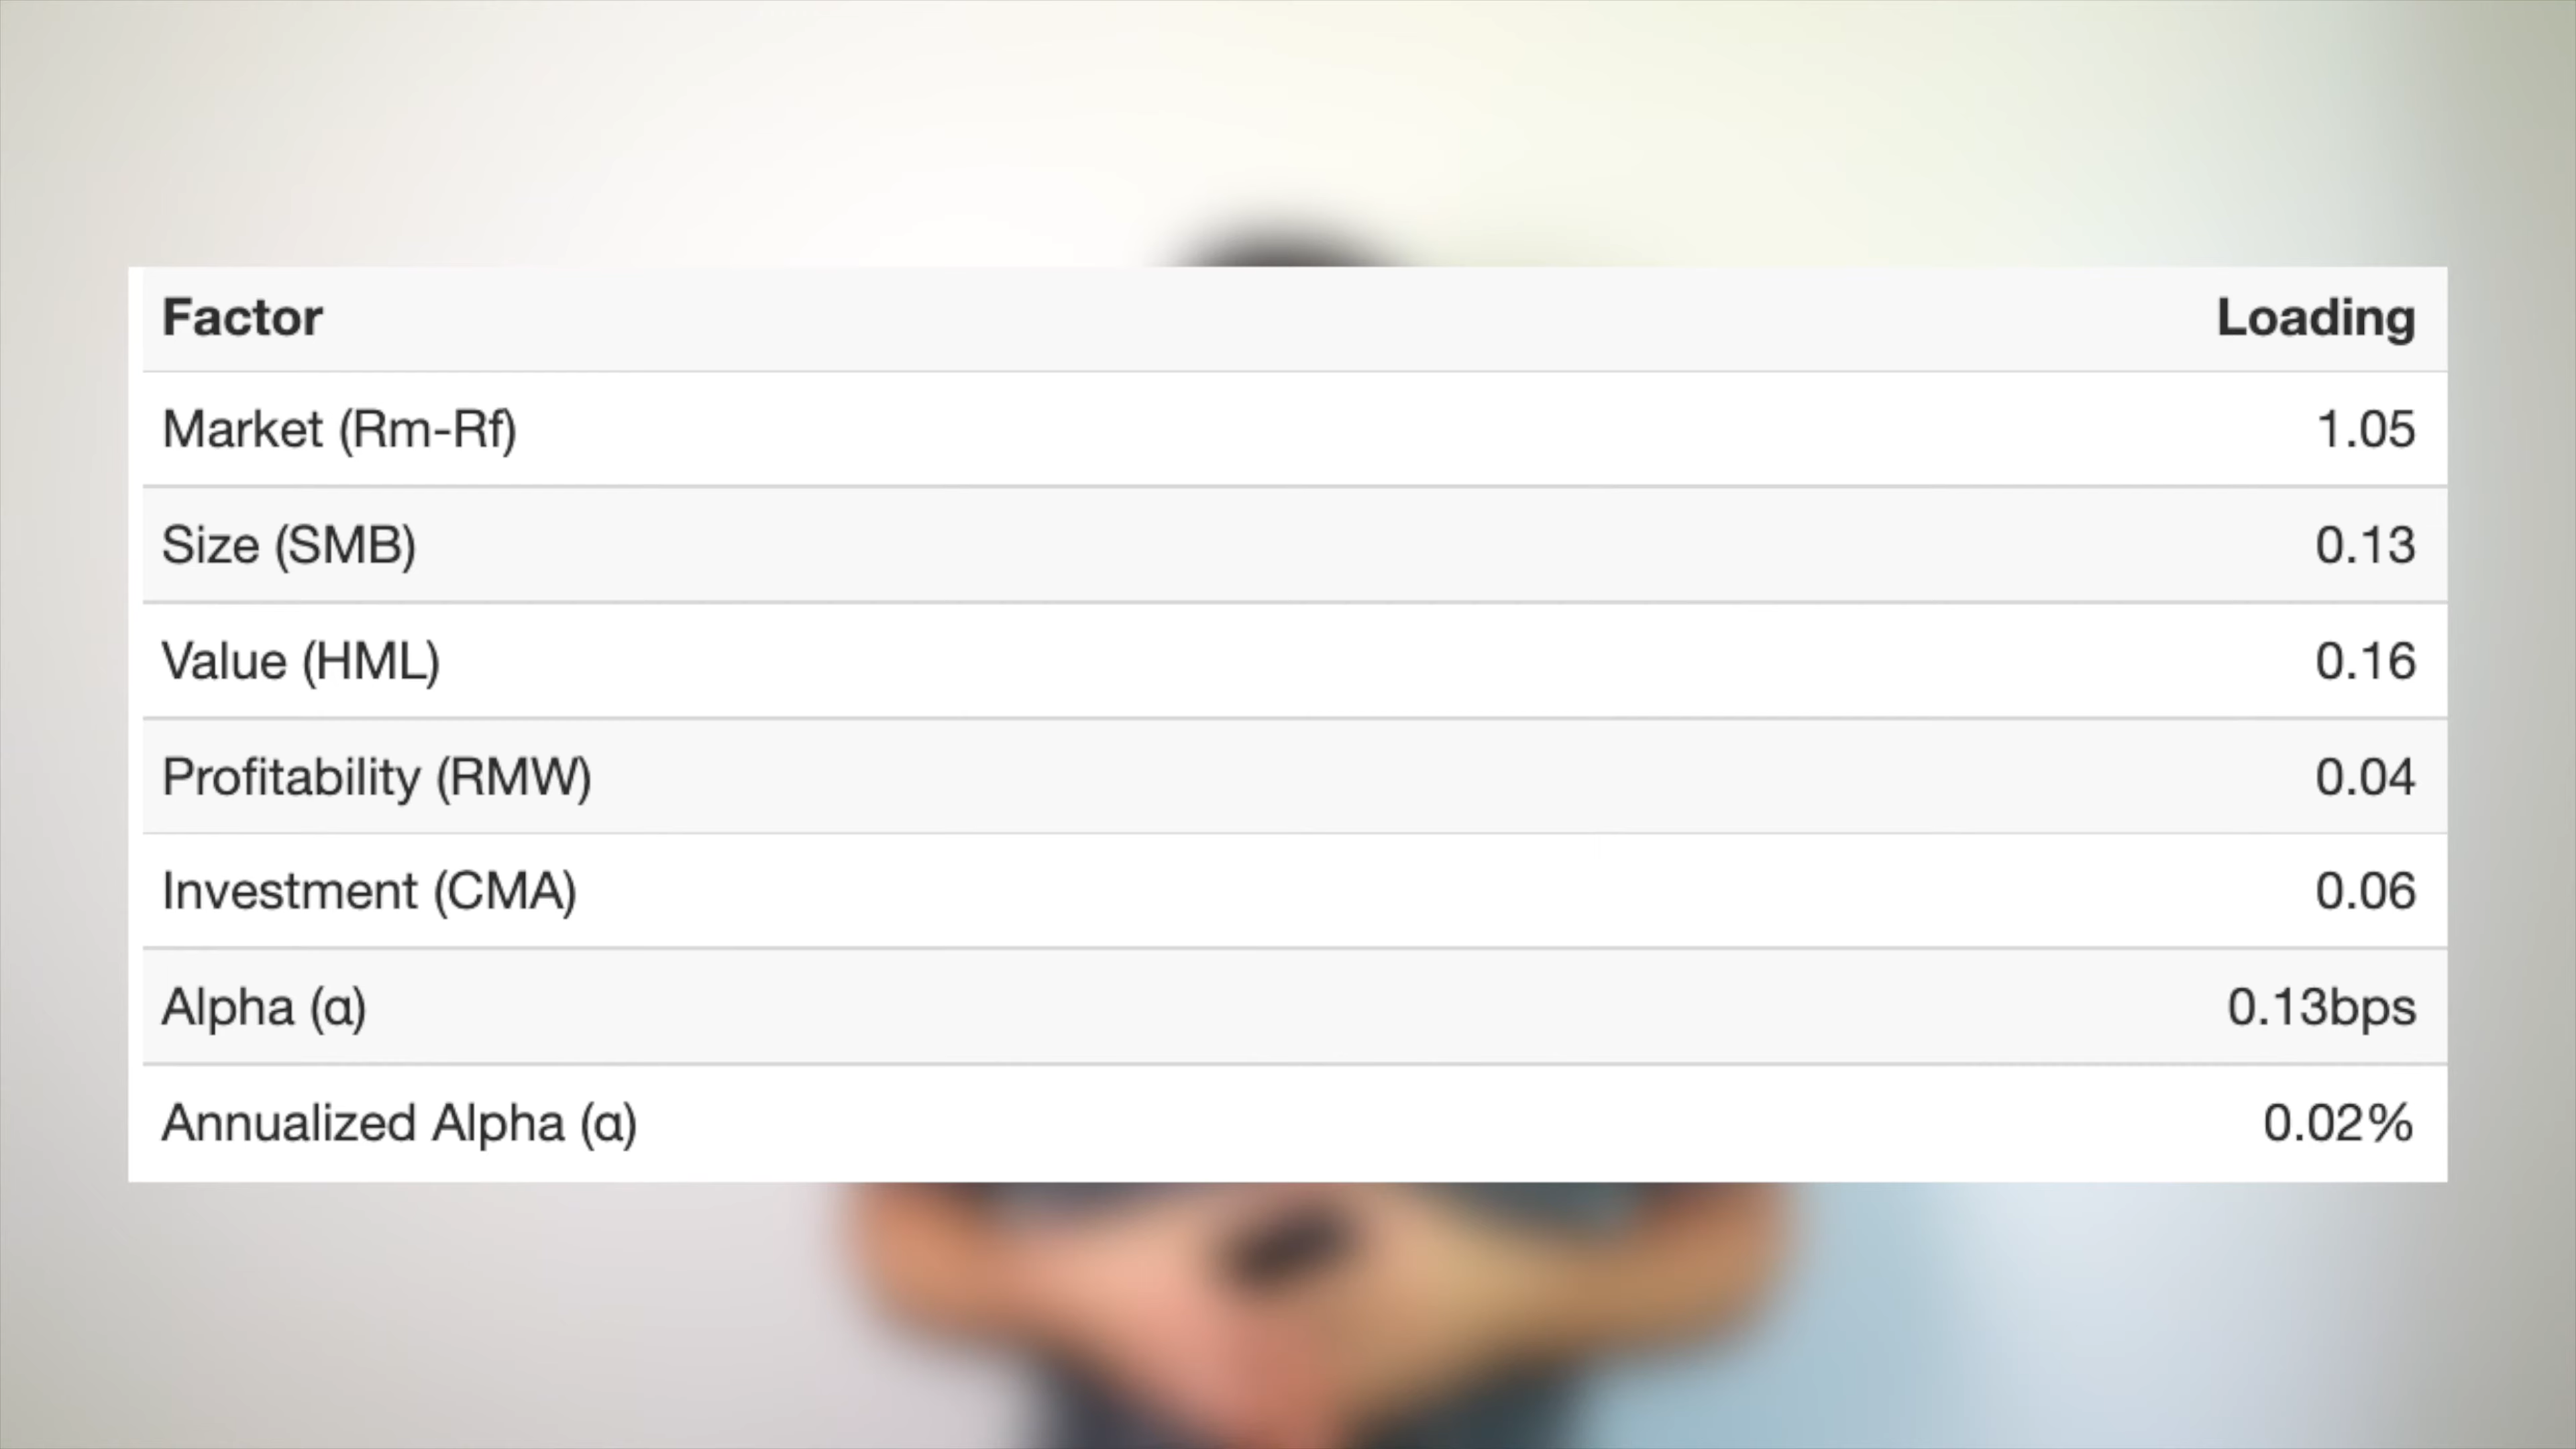 Factor Loading
Market (Rm-Rf) 1.05
Size (SMB) 0.13
Value (HML) 0.16
Profitability (RMW) 0.04
Investment (CMA) 0.06
Alpha (α) 0.13bps
Annualized Alpha (α) 0.02%